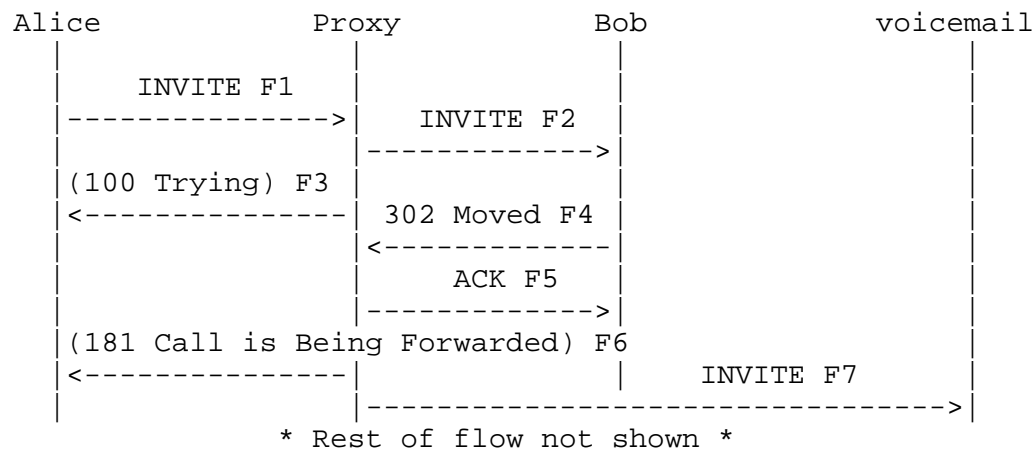 Alice Proxy Bob voicemail
INVITE F1
INVITE F2
(100 Trying) F3
302 Moved F4
ACK F5
(181 Call is Being Forwarded) F6
INVITE F7
* Rest of flow not shown *